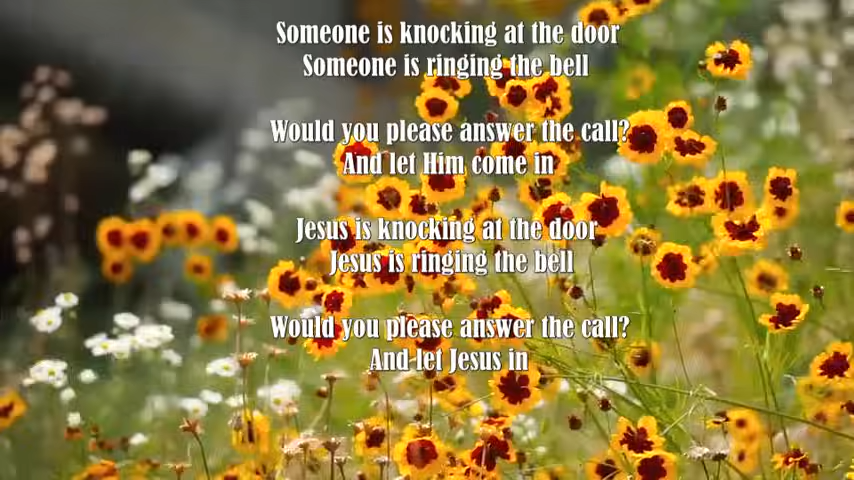 Someone is knocking at the door
Someone is ringing the bell
Would you please answer the call?
And let Him come in
Jesus is knocking at the door
Jesus is ringing the bell
Would you please answer the call?
And let Jesus in